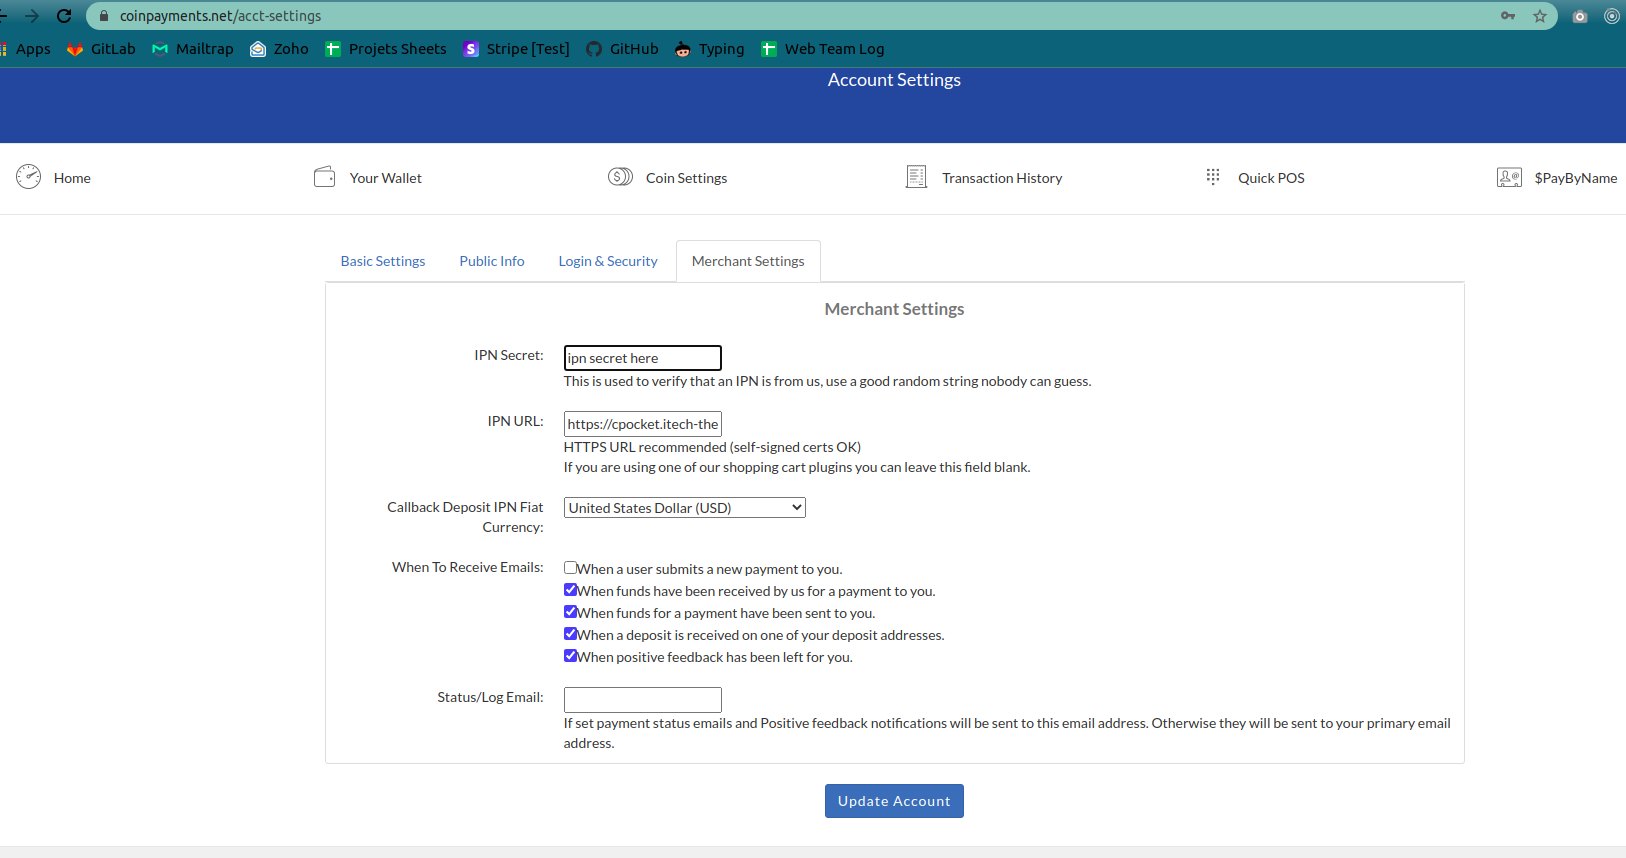 coinpayments.net/acct-settings
Apps GitLab Mailtrap Zoho Projets Sheets Stripe [Test] GitHub Typing Web Team Log
Account Settings
Home Your Wallet Coin Settings Transaction History Quick POS $PayByName
Basic Settings Public Info Login & Security Merchant Settings
Merchant Settings
IPN Secret: ipn secret here
This is used to verify that an IPN is from us, use a good random string nobody can guess.
IPN URL: https://cpocket.itech-the
HTTPS URL recommended (self-signed certs OK)
If you are using one of our shopping cart plugins you can leave this field blank.
Callback Deposit IPN Fiat United States Dollar (USD)
Currency:
When To Receive Emails: When a user submits a new payment to you.
When funds have been received by us for a payment to you.
When funds for a payment have been sent to you.
When a deposit is received on one of your deposit addresses.
When positive feedback has been left for you.
Status/Log Email:
If set payment status emails and Positive feedback notifications will be sent to this email address. Otherwise they will be sent to your primary email
address.
Update Account